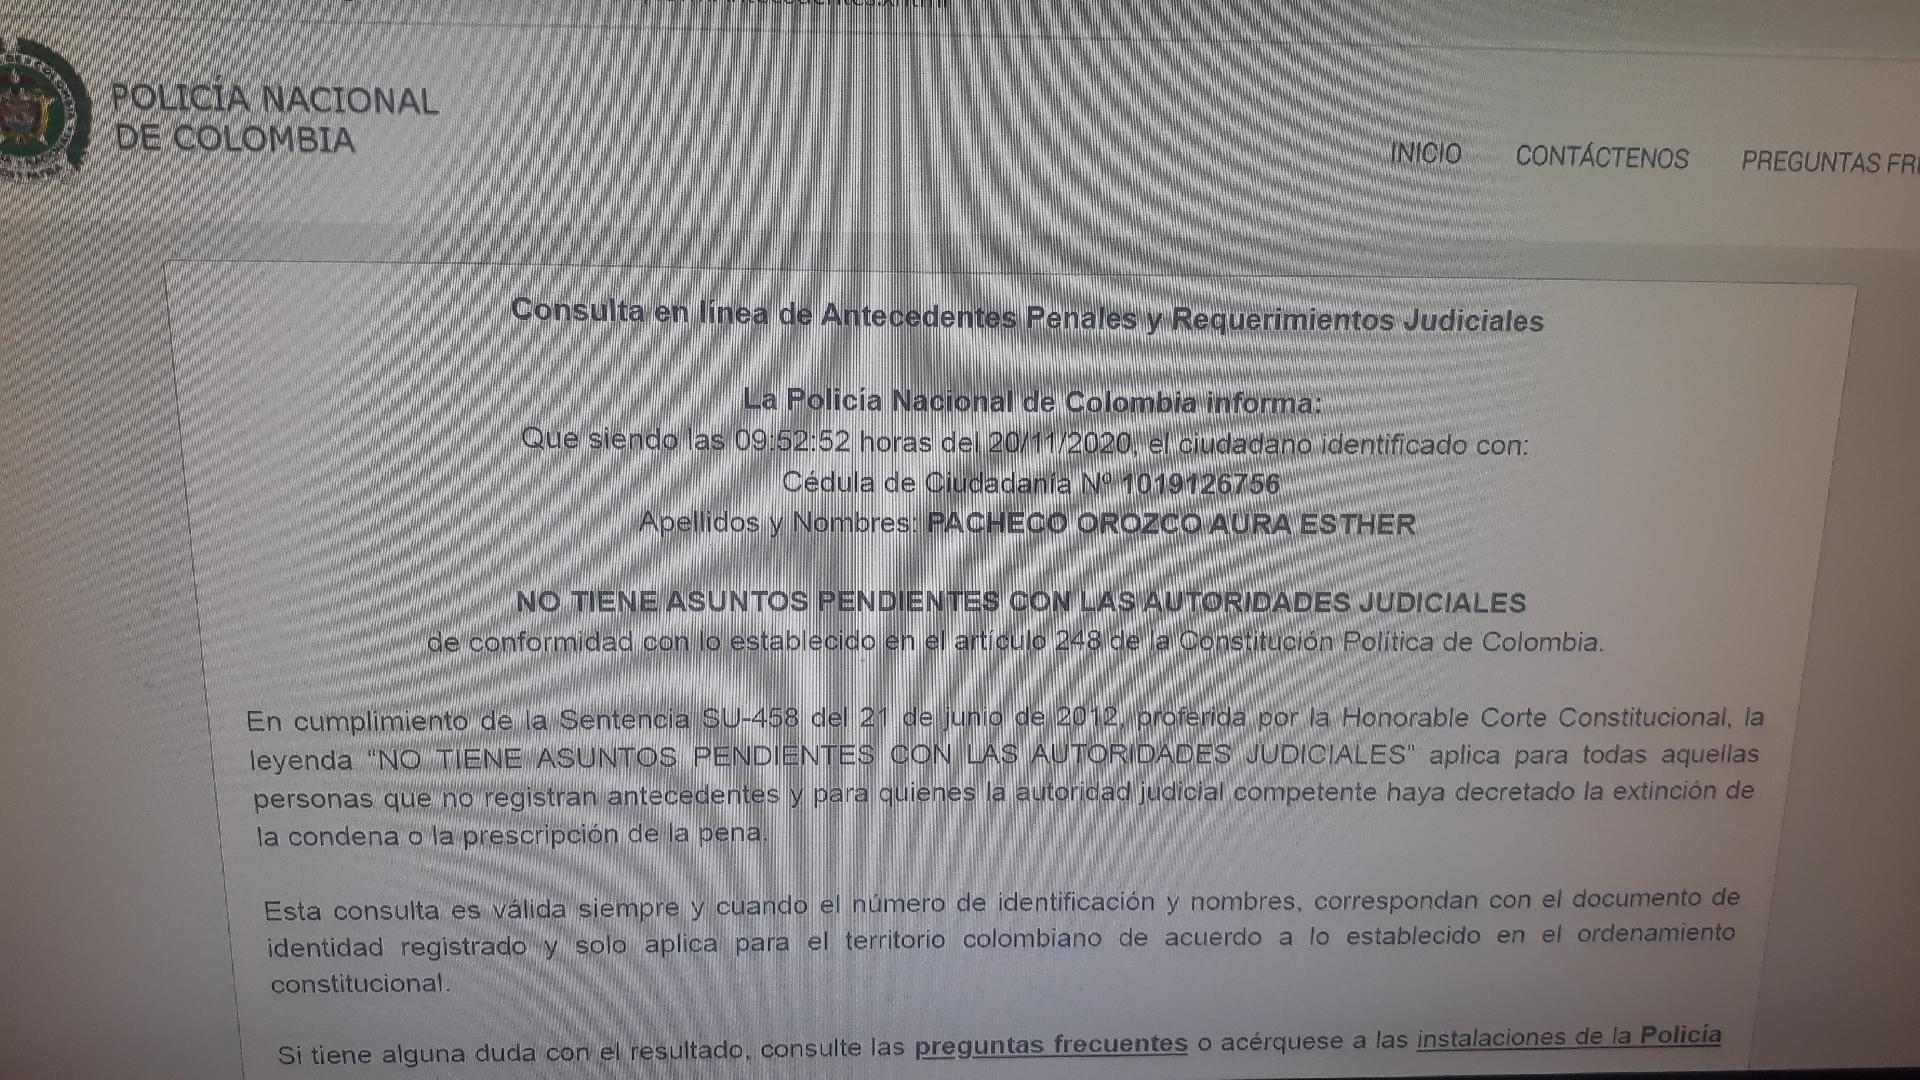 POLICÍA NACIONAL
DE COLOMBIA
INICIO CONTÁCTENOS PREGUNTAS
Consulta en línea de Antecedentes Penales y Requerimientos Judiciales
La Policía Nacional de Colombia informa:
Que siendo las 09:52:52 horas del 20/11/2020, el ciudadano identificado con:
Cédula de Ciudadanía Nº 1019126756
Apellidos y Nombres: PACHECO OROZCO AURA ESTHER
NO TIENE ASUNTOS PENDIENTES CON LAS AUTORIDADES JUDICIALES
de conformidad con lo establecido en el artículo 248 de la Constitución Política de Colombia.
En cumplimiento de la Sentencia SU-458 del 21 de junio de 2012, proferida por la Honorable Corte Constitucional, la
leyenda “NO TIENE ASUNTOS PENDIENTES CON LAS AUTORIDADES JUDICIALES” aplica para todas aquellas
personas que no registran antecedentes y para quienes la autoridad judicial competente haya decretado la extinción de
la condena o la prescripción de la pena.
Esta consulta es válida siempre y cuando el número de identificación y nombres, correspondan con el documento de
identidad registrado y solo aplica para el territorio colombiano de acuerdo a lo establecido en el ordenamiento
constitucional.
Si tiene alguna duda con el resultado, consulte las preguntas frecuentes o acérquese a las instalaciones de la Policía